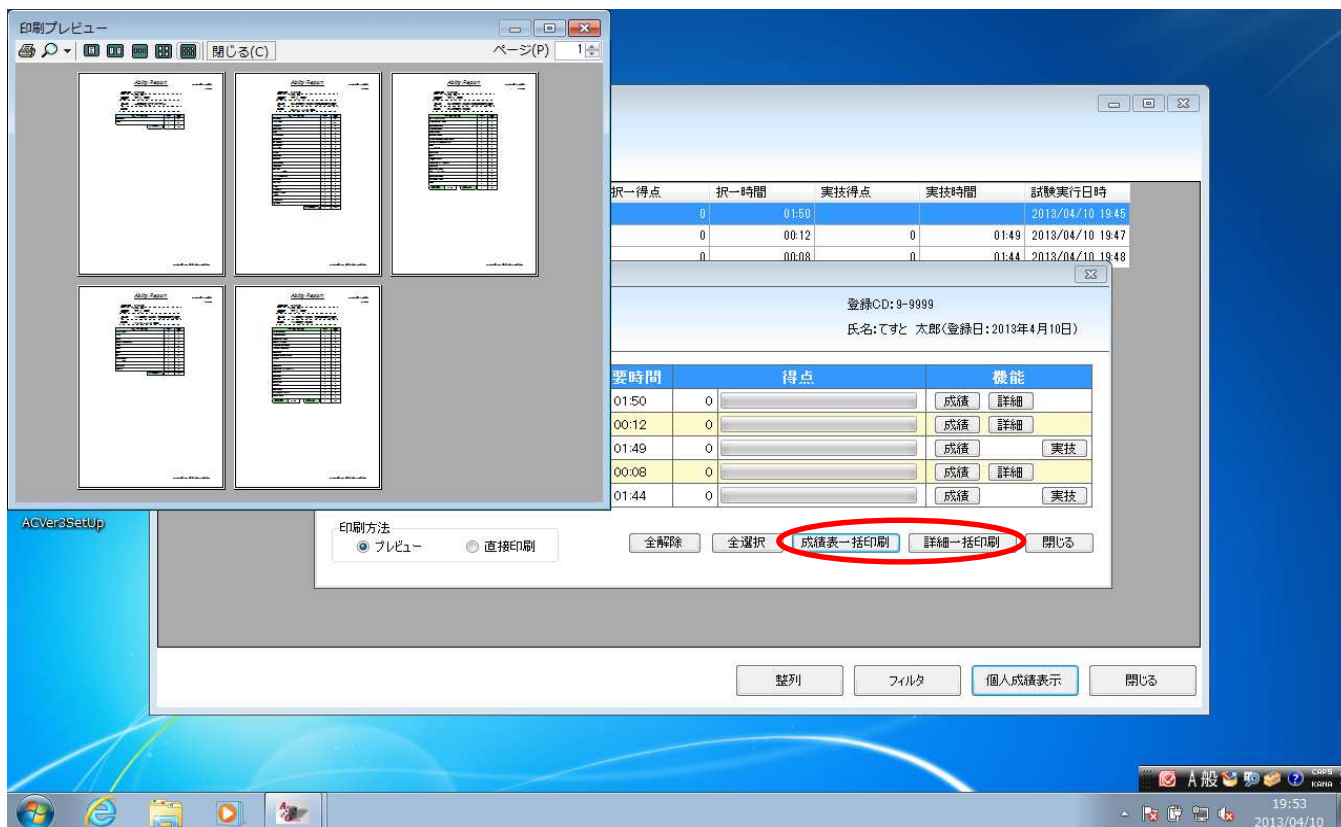 印刷プレビュー
閉じる(C)
ページ(P) 1
Ability Report
Ability Report
Ability Report
Ability Report
Ability Report
択一得点 択一時間 実技得点 実技時間 試験実行日時
0 01:50 2013/04/10 19:45
0 00:12 0 01:49 2013/04/10 19:47
0 00:08 0 01:44 2013/04/10 19:48
登録CD:9-9999
氏名:てすと 太郎(登録日:2013年4月10日)
要時間 得点 機能
01:50 0 成績 詳細
00:12 0 成績 詳細
01:49 0 成績 実技
00:08 0 成績 詳細
01:44 0 成績 実技
ACVer3SetUp
印刷方法
プレビュー 直接印刷
全解除 全選択 成績表一括印刷 詳細一括印刷 閉じる
整列 フィルタ 個人成績表示 閉じる
A 般 CAPS
KANA
19:53
2013/04/10